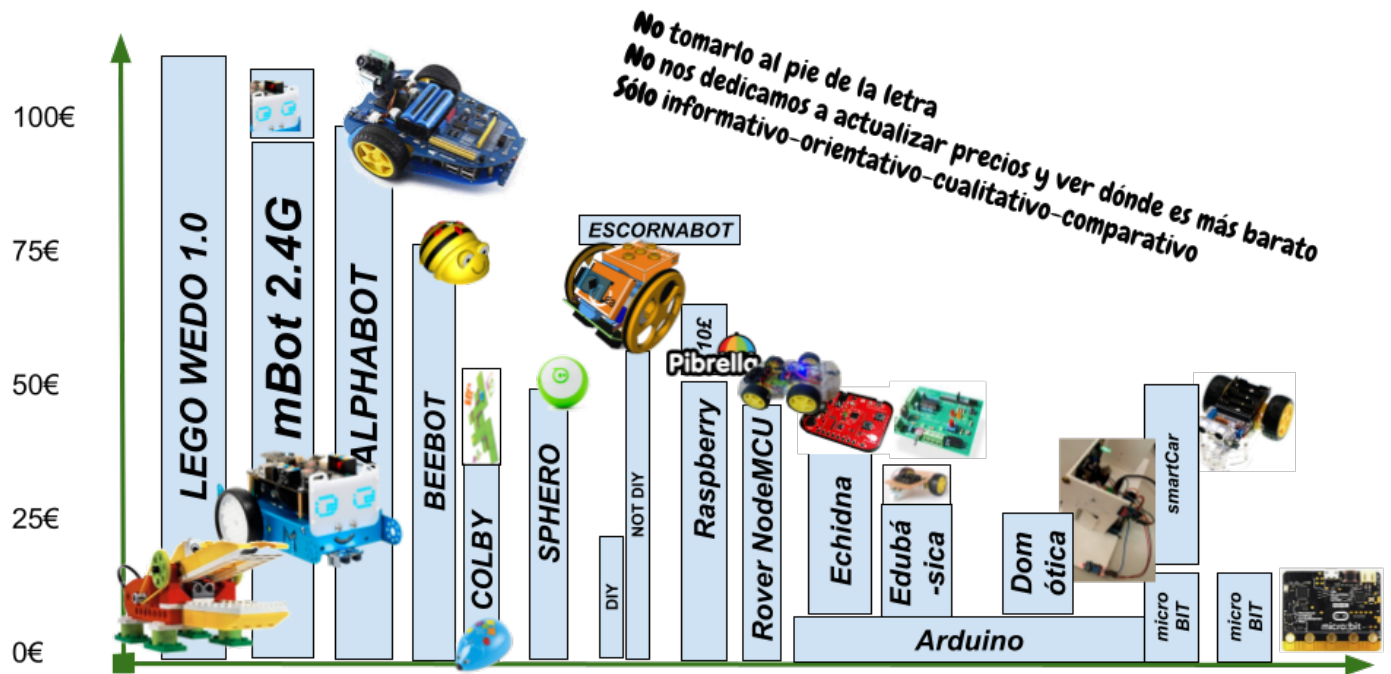 No tomarlo al pie de la letra
No nos dedicamos a actualizar precios y ver dónde es más barato
Sólo informativo-orientativo-cualitativo-comparativo
100€
75€
50€
25€
0€
LEGO WEDO 1.0
mBot 2.4G
ALPHABOT
BEEBOT
COLBY
SPHERO
ESCORNABOT
DIY
NOT DIY
10£
Pibrella
Raspberry
Rover NodeMCU
Echidna
Edubá
-sica
Dom
ótica
Arduino
smartCar
micro
BIT
micro
BIT
micro:bit